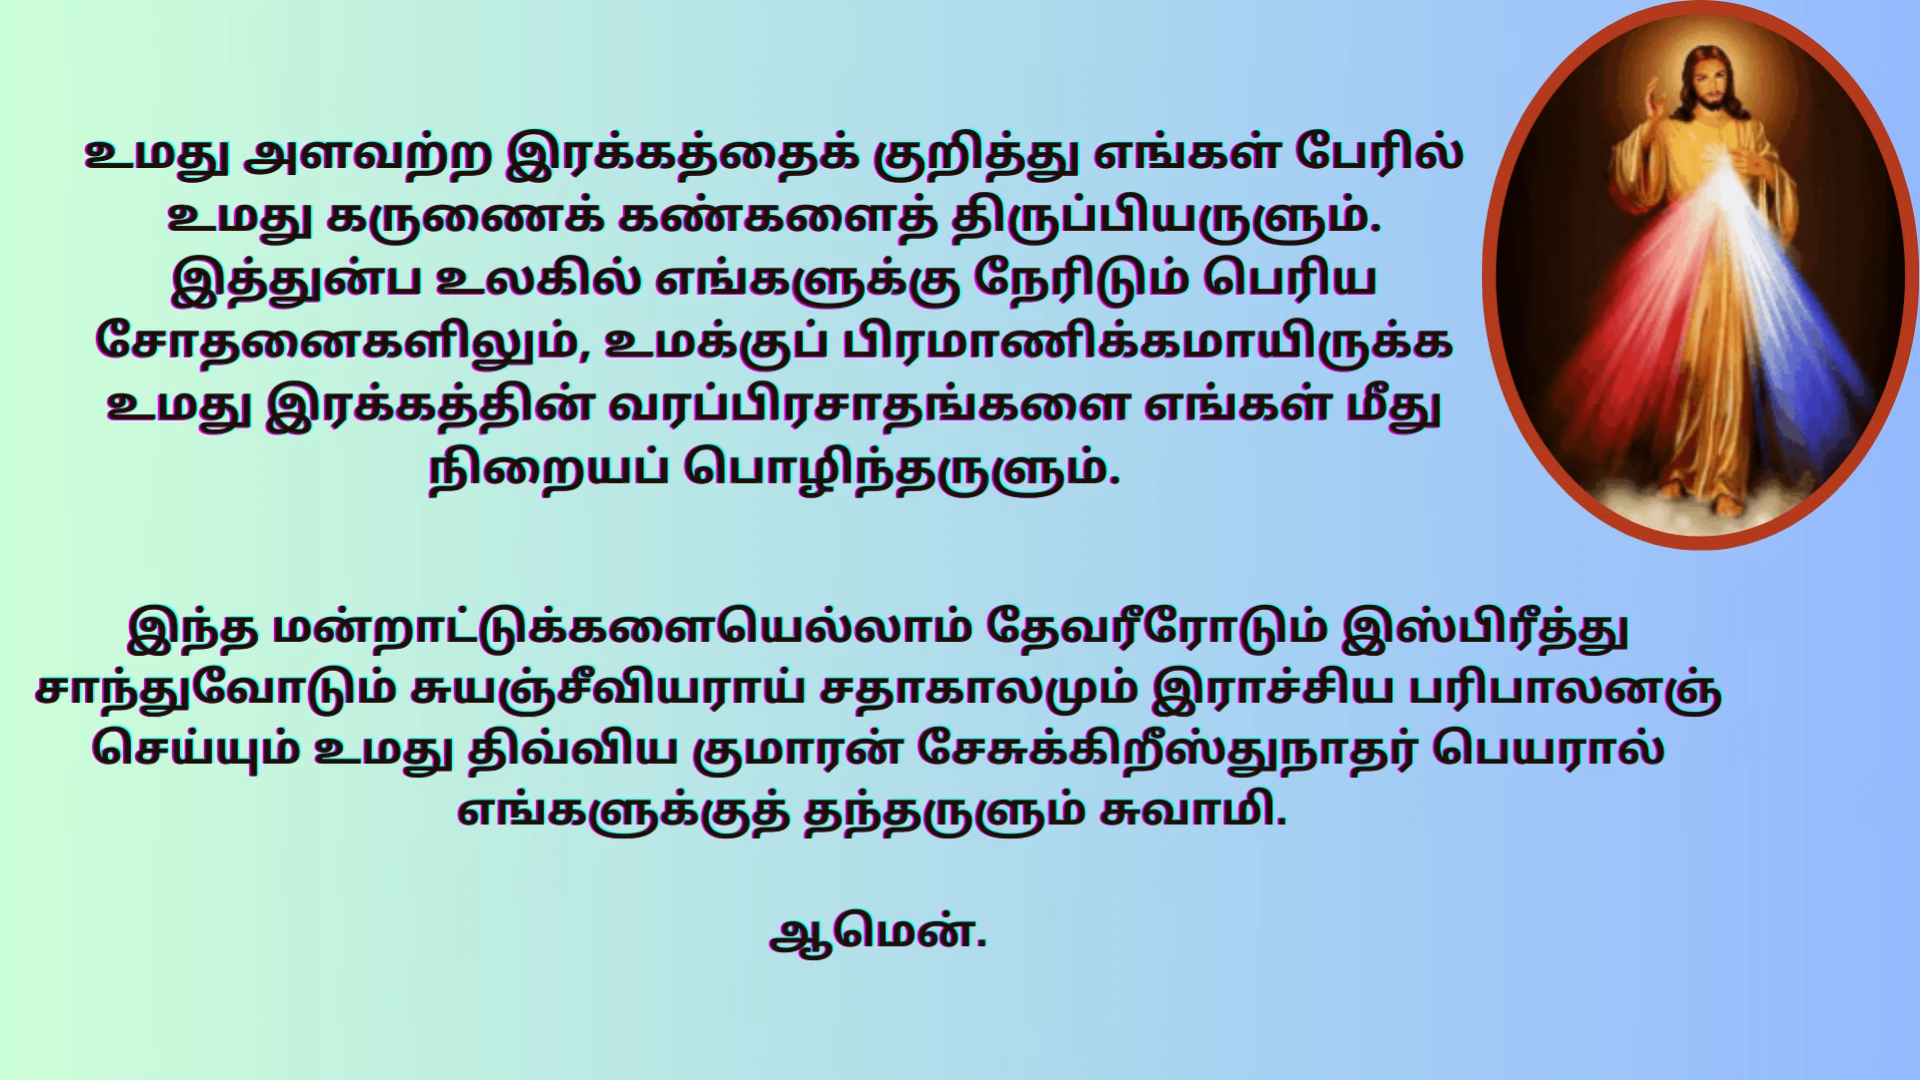 உமது அளவற்ற இரக்கத்தைக் குறித்து எங்கள் பேரில்
உமது கருணைக் கண்களைத் திருப்பியருளும்.
இத்துன்ப உலகில் எங்களுக்கு நேரிடும் பெரிய
சோதனைகளிலும், உமக்குப் பிரமாணிக்கமாயிருக்க
உமது இரக்கத்தின் வரப்பிரசாதங்களை எங்கள் மீது
நிறையப் பொழிந்தருளும்.
இந்த மன்றாட்டுக்களையெல்லாம் தேவரீரோடும் இஸ்பிரீத்து
சாந்துவோடும் சுயஞ்சீவியராய் சதாகாலமும் இராச்சிய பரிபாலனஞ்
செய்யும் உமது திவ்விய குமாரன் சேசுக்கிறீஸ்துநாதர் பெயரால்
எங்களுக்குத் தந்தருளும் சுவாமி.
ஆமென்.